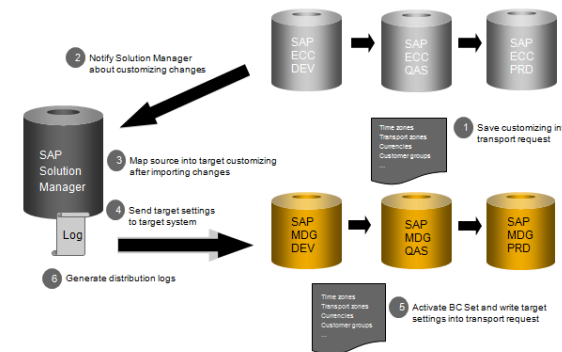 SAP
ECC
DEV
SAP
ECC
QAS
SAP
ECC
PRD
2 Notify Solution Manager
about customizing changes
1 Save customizing in
transport request
Time zones
Transport zones
Currencies
Customer groups
...
SAP
Solution
Manager
3 Map source into target customizing
after importing changes
4 Send target settings
to target system
Log
SAP
MDG
DEV
SAP
MDG
QAS
SAP
MDG
PRD
6 Generate distribution logs
Time zones
Transport zones
Currencies
Customer groups
...
5 Activate BC Set and write target
settings into transport request